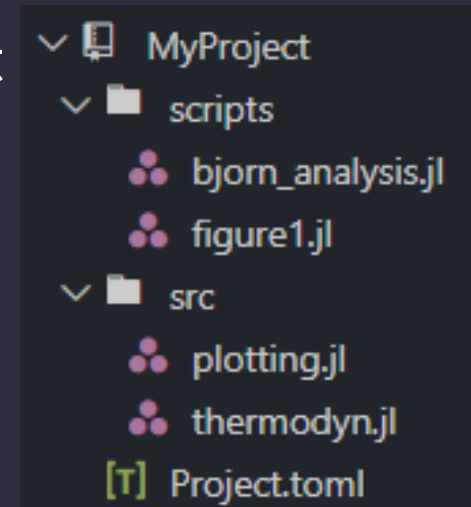 MyProject
scripts
bjorn_analysis.jl
figure1.jl
src
plotting.jl
thermodyn.jl
[T] Project.toml